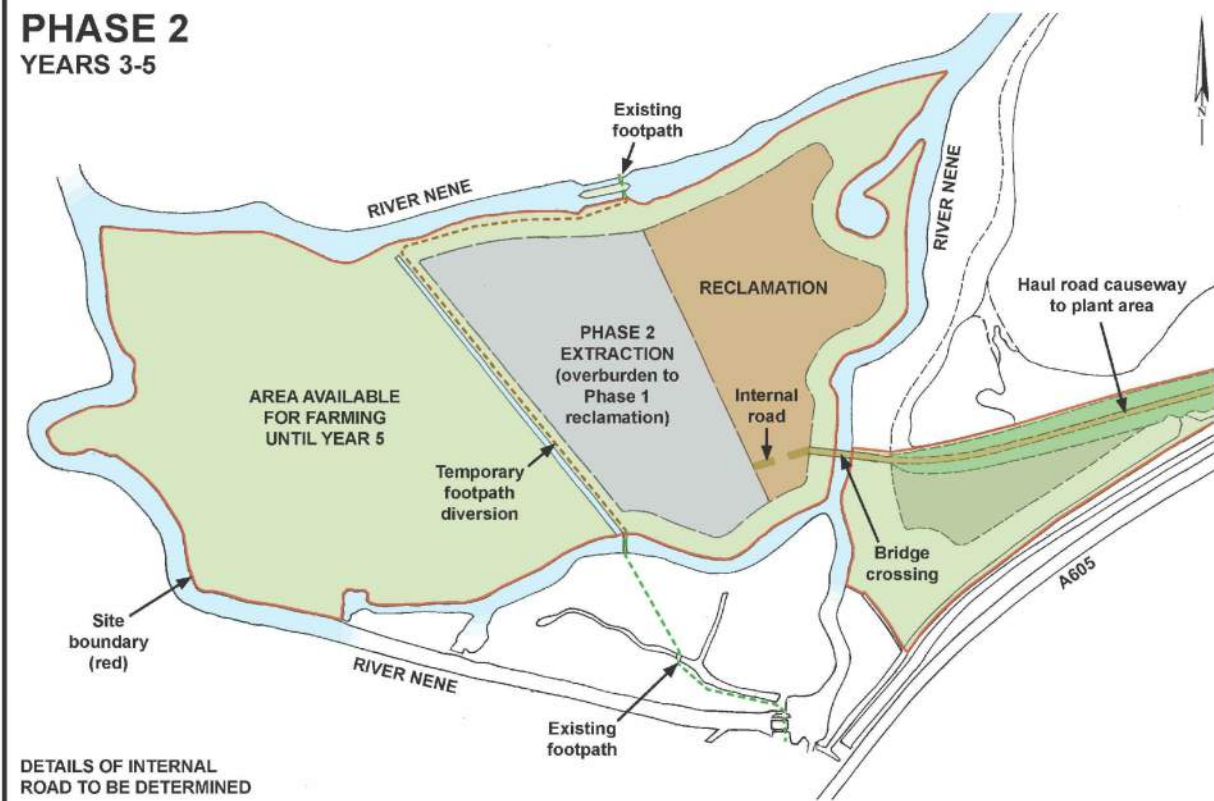 PHASE 2
YEARS 3-5
Existing
footpath
N
RIVER NENE
RIVER NENE
RECLAMATION
Haul road causeway
to plant area
PHASE 2
EXTRACTION
(overburden to
Phase 1
reclamation)
AREA AVAILABLE
FOR FARMING
UNTIL YEAR 5
Internal
road
Temporary
footpath
diversion
Bridge
crossing
A605
Site
boundary
(red)
RIVER NENE
Existing
footpath
DETAILS OF INTERNAL
ROAD TO BE DETERMINED